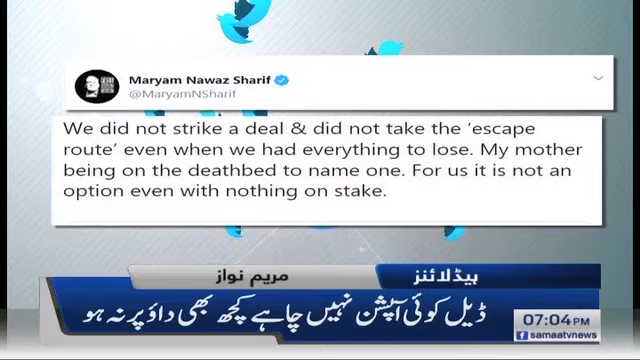 Maryam Nawaz Sharif
@MaryamNSharif
We did not strike a deal & did not take the ‘escape
route’ even when we had everything to lose. My mother
being on the deathbed to name one. For us it is not an
option even with nothing on stake.
ہیڈلائنز
مریم نواز
ڈیل کوئی آپشن نہیں چاہے کچھ بھی داؤ پر نہ ہو
07:04 PM
f samaatvnews